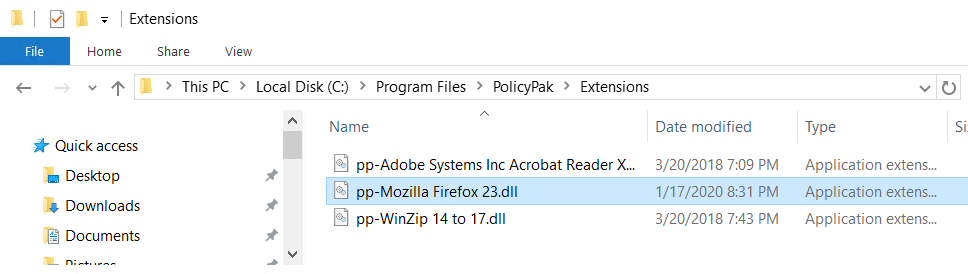 Extensions
File Home Share View
This PC Local Disk (C:) Program Files PolicyPak Extensions
Quick access
Desktop
Downloads
Documents
Pictures
Name Date modified Type Si
pp-Adobe Systems Inc Acrobat Reader X... 3/20/2018 7:09 PM Application extens...
pp-Mozilla Firefox 23.dll 1/17/2020 8:31 PM Application extens...
pp-WinZip 14 to 17.dll 3/20/2018 7:43 PM Application extens...